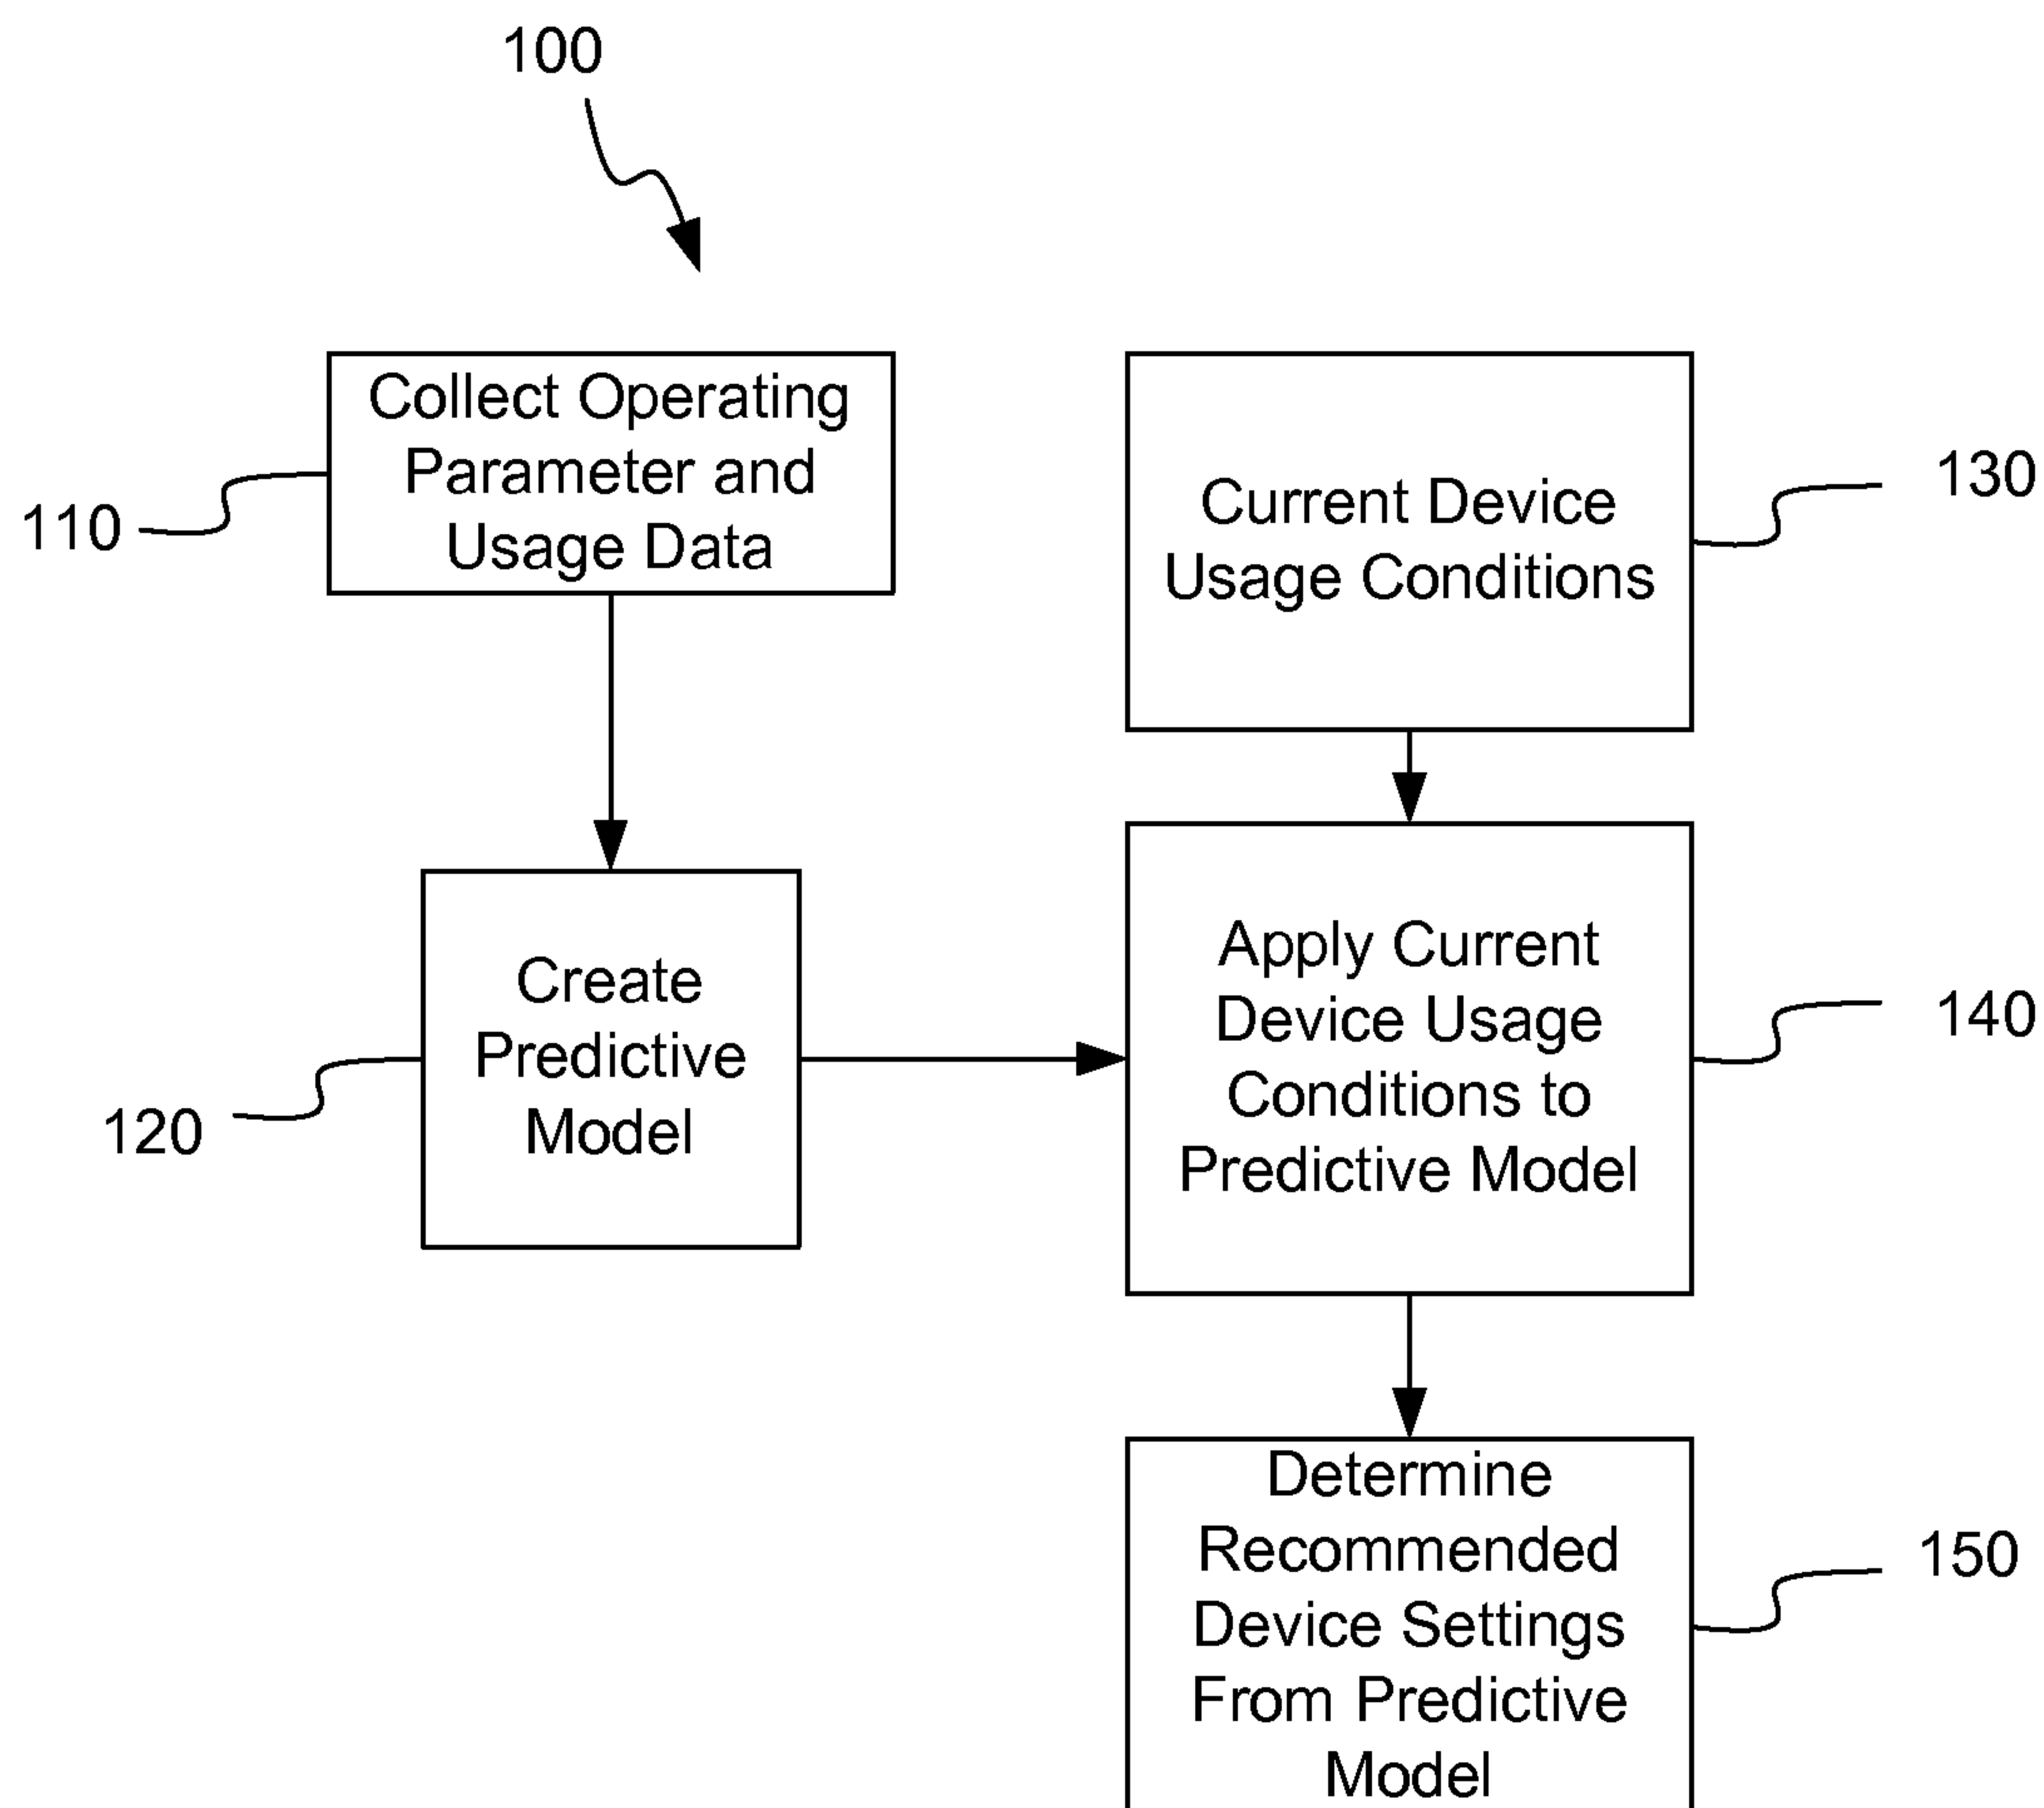 100
Collect Operating
Parameter and
Usage Data
110
Current Device
Usage Conditions
130
Create
Predictive
Model
120
Apply Current
Device Usage
Conditions to
Predictive Model
140
Determine
Recommended
Device Settings
From Predictive
Model
150